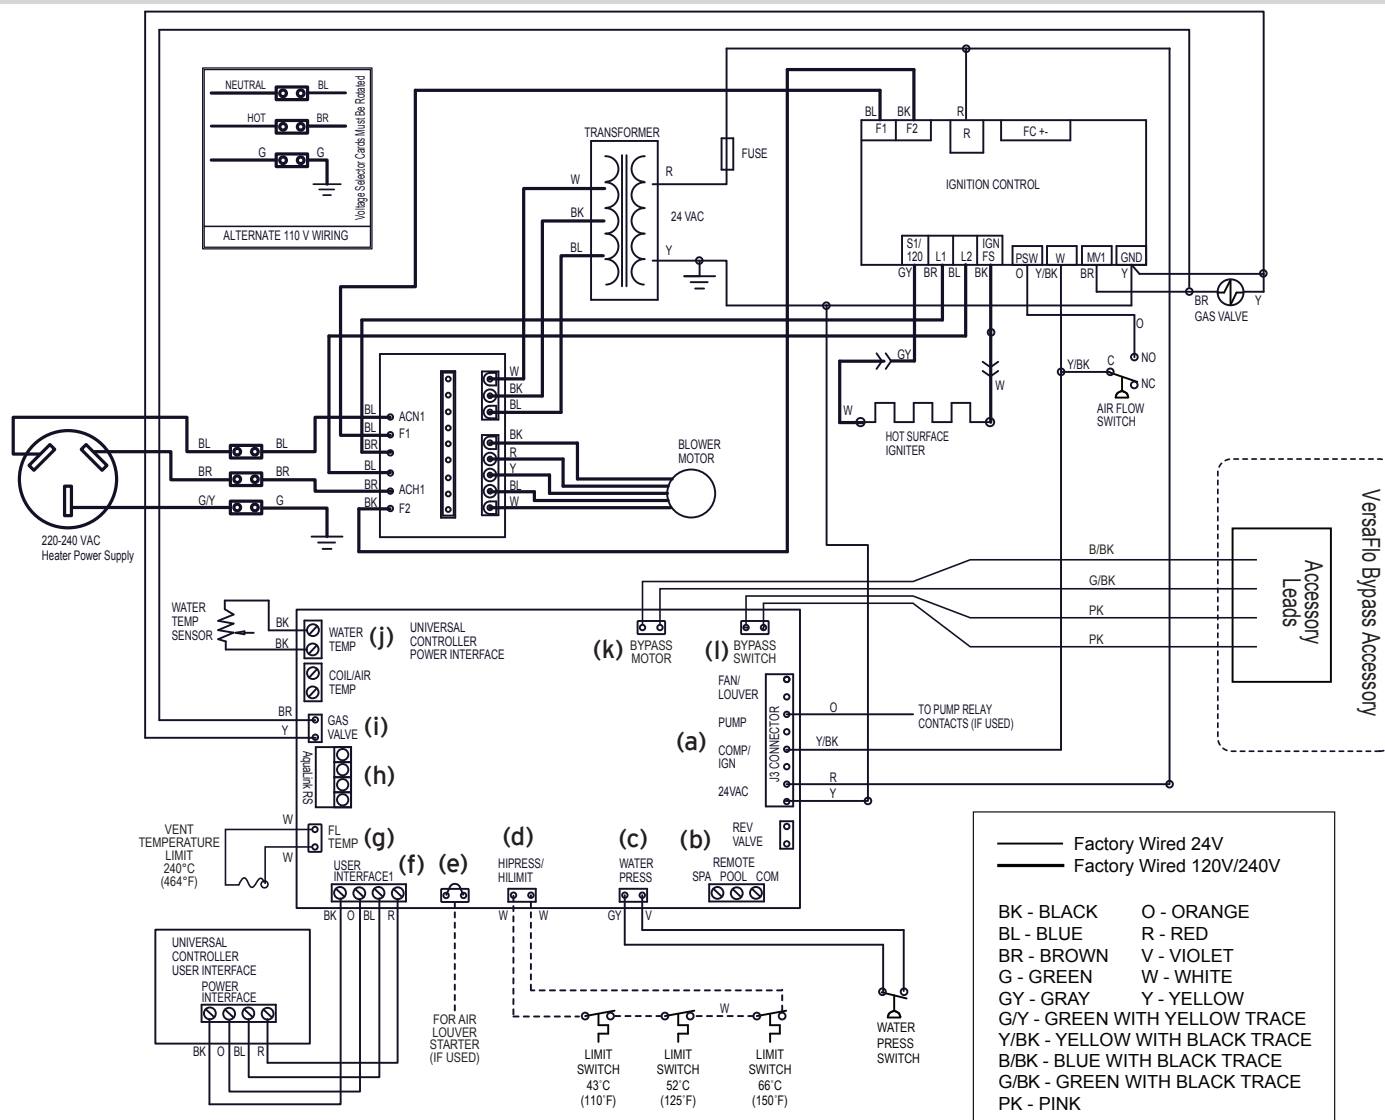 NEUTRAL BL
HOT BR
G G
Voltage Selector Cards Must Be Rotated
ALTERNATE 110 V WIRING
TRANSFORMER
W
BK
BL
R
24 VAC
Y
FUSE
BL BK R
F1 F2 R FC +-
IGNITION CONTROL
S1/
120 L1 L2 IGN
FS PSW W MV1 GND
GY BR BL BK O Y/BK BR Y
BR Y
GAS VALVE
O
NO
Y/BK C
NC
AIR FLOW
SWITCH
GY
W
W
HOT SURFACE
IGNITER
BL ACN1
BL F1
BR
BL
BR ACH1
BK F2
W
BK
BL
BK
R
Y
BL
W
BLOWER
MOTOR
BL BL
BR BR
G/Y G
220-240 VAC
Heater Power Supply
B/BK
G/BK
PK
PK
Accessory
Leads
VersaFlo Bypass Accessory
WATER
TEMP
SENSOR
BK
BK
WATER
TEMP
(j)
UNIVERSAL
CONTROLLER
POWER INTERFACE
COIL/AIR
TEMP
BR
Y
GAS
VALVE
(i)
AquaLink RS
(h)
VENT
TEMPERATURE
LIMIT
240°C
(464°F)
W
W
FL
TEMP
(g)
USER
INTERFACE1
(f)
BK O BL R
(e)
FOR AIR
LOUVER
STARTER
(IF USED)
(d)
HIPRESS/
HILIMIT
W W
(c)
WATER
PRESS
GY V
(b)
REMOTE
SPA POOL COM
REV
VALVE
(k)
BYPASS
MOTOR
(l)
BYPASS
SWITCH
FAN/
LOUVER
PUMP
(a)
COMP/
IGN
24VAC
J3 CONNECTOR
O
TO PUMP RELAY
CONTACTS (IF USED)
Y/BK
R
Y
UNIVERSAL
CONTROLLER
USER INTERFACE
POWER
INTERFACE
BK O BL R
W
LIMIT
SWITCH
43°C
(110°F)
LIMIT
SWITCH
52°C
(125°F)
LIMIT
SWITCH
66°C
(150°F)
WATER
PRESS
SWITCH
Factory Wired 24V
Factory Wired 120V/240V
BK - BLACK O - ORANGE
BL - BLUE R - RED
BR - BROWN V - VIOLET
G - GREEN W - WHITE
GY - GRAY Y - YELLOW
G/Y - GREEN WITH YELLOW TRACE
Y/BK - YELLOW WITH BLACK TRACE
B/BK - BLUE WITH BLACK TRACE
G/BK - GREEN WITH BLACK TRACE
PK - PINK